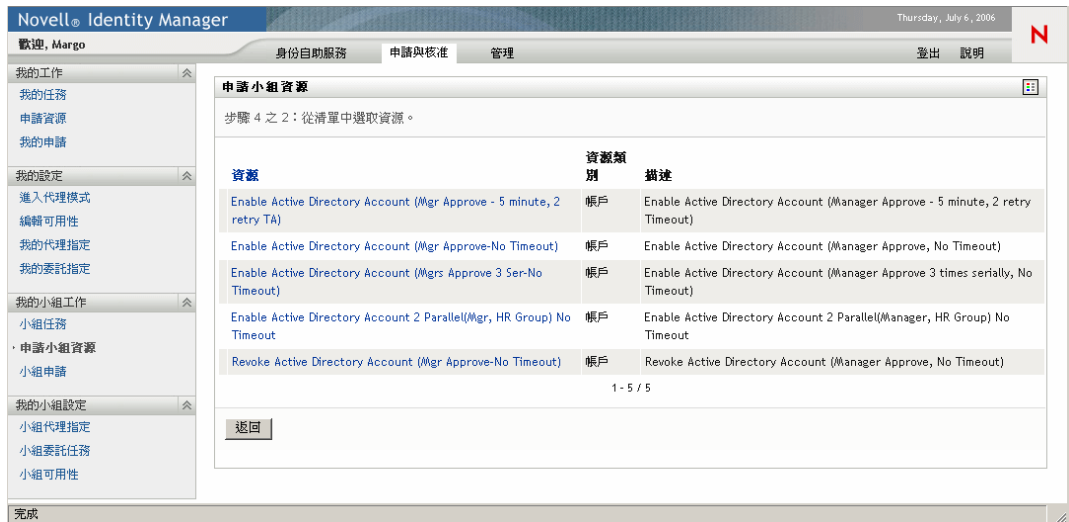 Novell® Identity Manager
Thursday, July 6, 2006
N
歡迎, Margo
身份自助服務 申請與核准 管理 登出 說明
我的工作
我的任務
申請資源
我的申請
我的設定
進入代理模式
編輯可用性
我的代理指定
我的委託指定
我的小組工作
小組任務
申請小組資源
小組申請
我的小組設定
小組代理指定
小組委託任務
小組可用性
申請小組資源
步驟 4 之 2：從清單中選取資源。
資源 資源類別 描述
Enable Active Directory Account (Mgr Approve - 5 minute, 2 retry TA) 帳戶 Enable Active Directory Account (Manager Approve - 5 minute, 2 retry Timeout)
Enable Active Directory Account (Mgr Approve-No Timeout) 帳戶 Enable Active Directory Account (Manager Approve, No Timeout)
Enable Active Directory Account (Mgrs Approve 3 Ser-No Timeout) 帳戶 Enable Active Directory Account (Manager Approve 3 times serially, No Timeout)
Enable Active Directory Account 2 Parallel(Mgr, HR Group) No Timeout 帳戶 Enable Active Directory Account 2 Parallel(Manager, HR Group) No Timeout
Revoke Active Directory Account (Mgr Approve-No Timeout) 帳戶 Revoke Active Directory Account (Manager Approve, No Timeout)
1 - 5 / 5
返回
完成